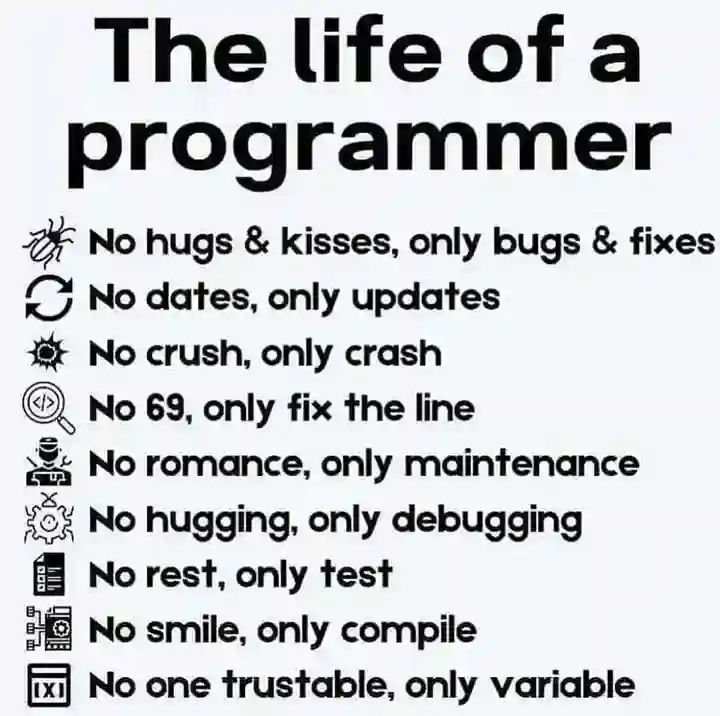 The life of a
programmer
No hugs & kisses, only bugs & fixes
No dates, only updates
No crush, only crash
No 69, only fix the line
No romance, only maintenance
No hugging, only debugging
No rest, only test
No smile, only compile
No one trustable, only variable